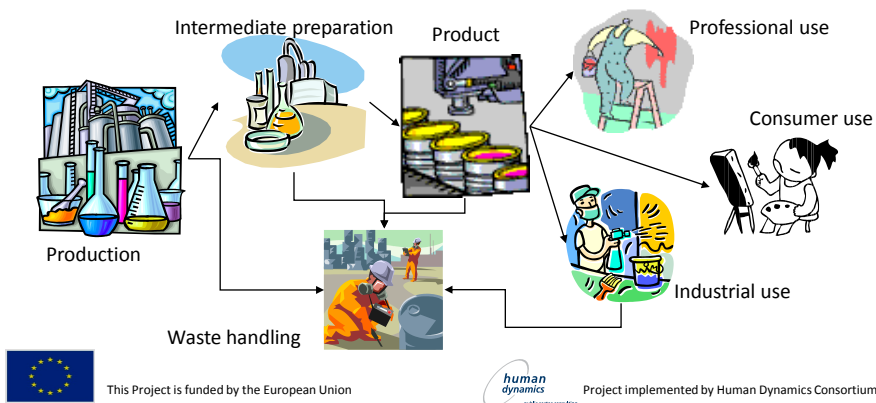 Intermediate preparation
Product
Professional use
Consumer use
Production
Industrial use
Waste handling
This Project is funded by the European Union
human
dynamics
Project implemented by Human Dynamics Consortium